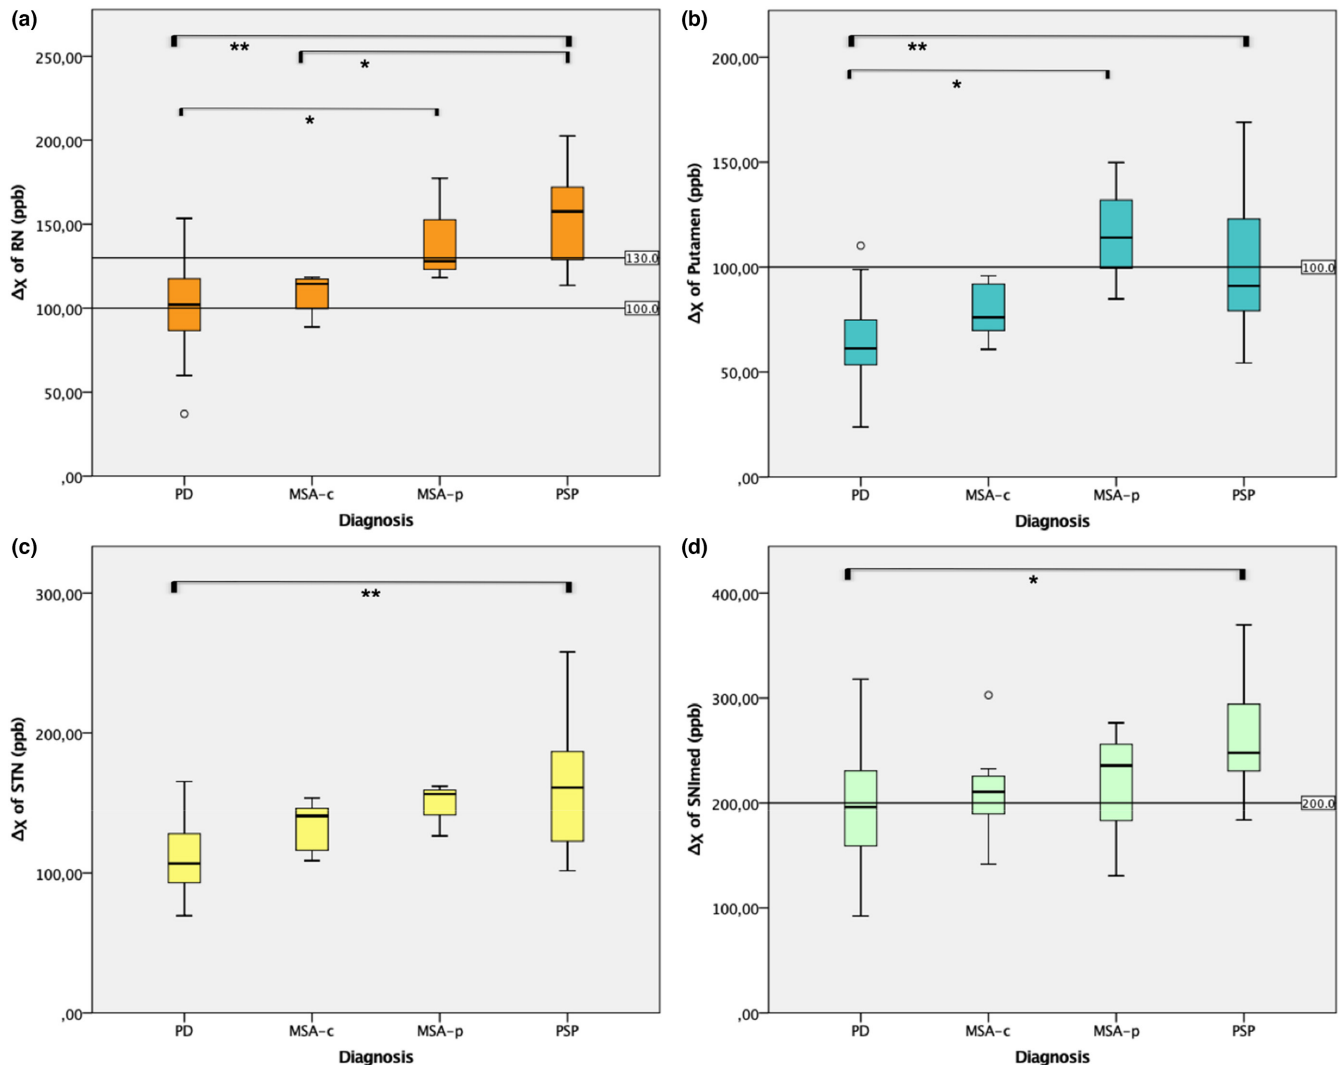 (a)
**
*
*
250,00
200,00
150,00
100,00
50,00
,00
130.0
100.0
Δχ of RN (ppb)
PD MSA-c MSA-p PSP
Diagnosis
(b)
**
*
200,00
150,00
100,00
50,00
,00
100.0
Δχ of Putamen (ppb)
PD MSA-c MSA-p PSP
Diagnosis
(c)
**
300,00
200,00
100,00
,00
Δχ of STN (ppb)
PD MSA-c MSA-p PSP
Diagnosis
(d)
*
400,00
300,00
200,00
100,00
,00
200.0
Δχ of SNImed (ppb)
PD MSA-c MSA-p PSP
Diagnosis